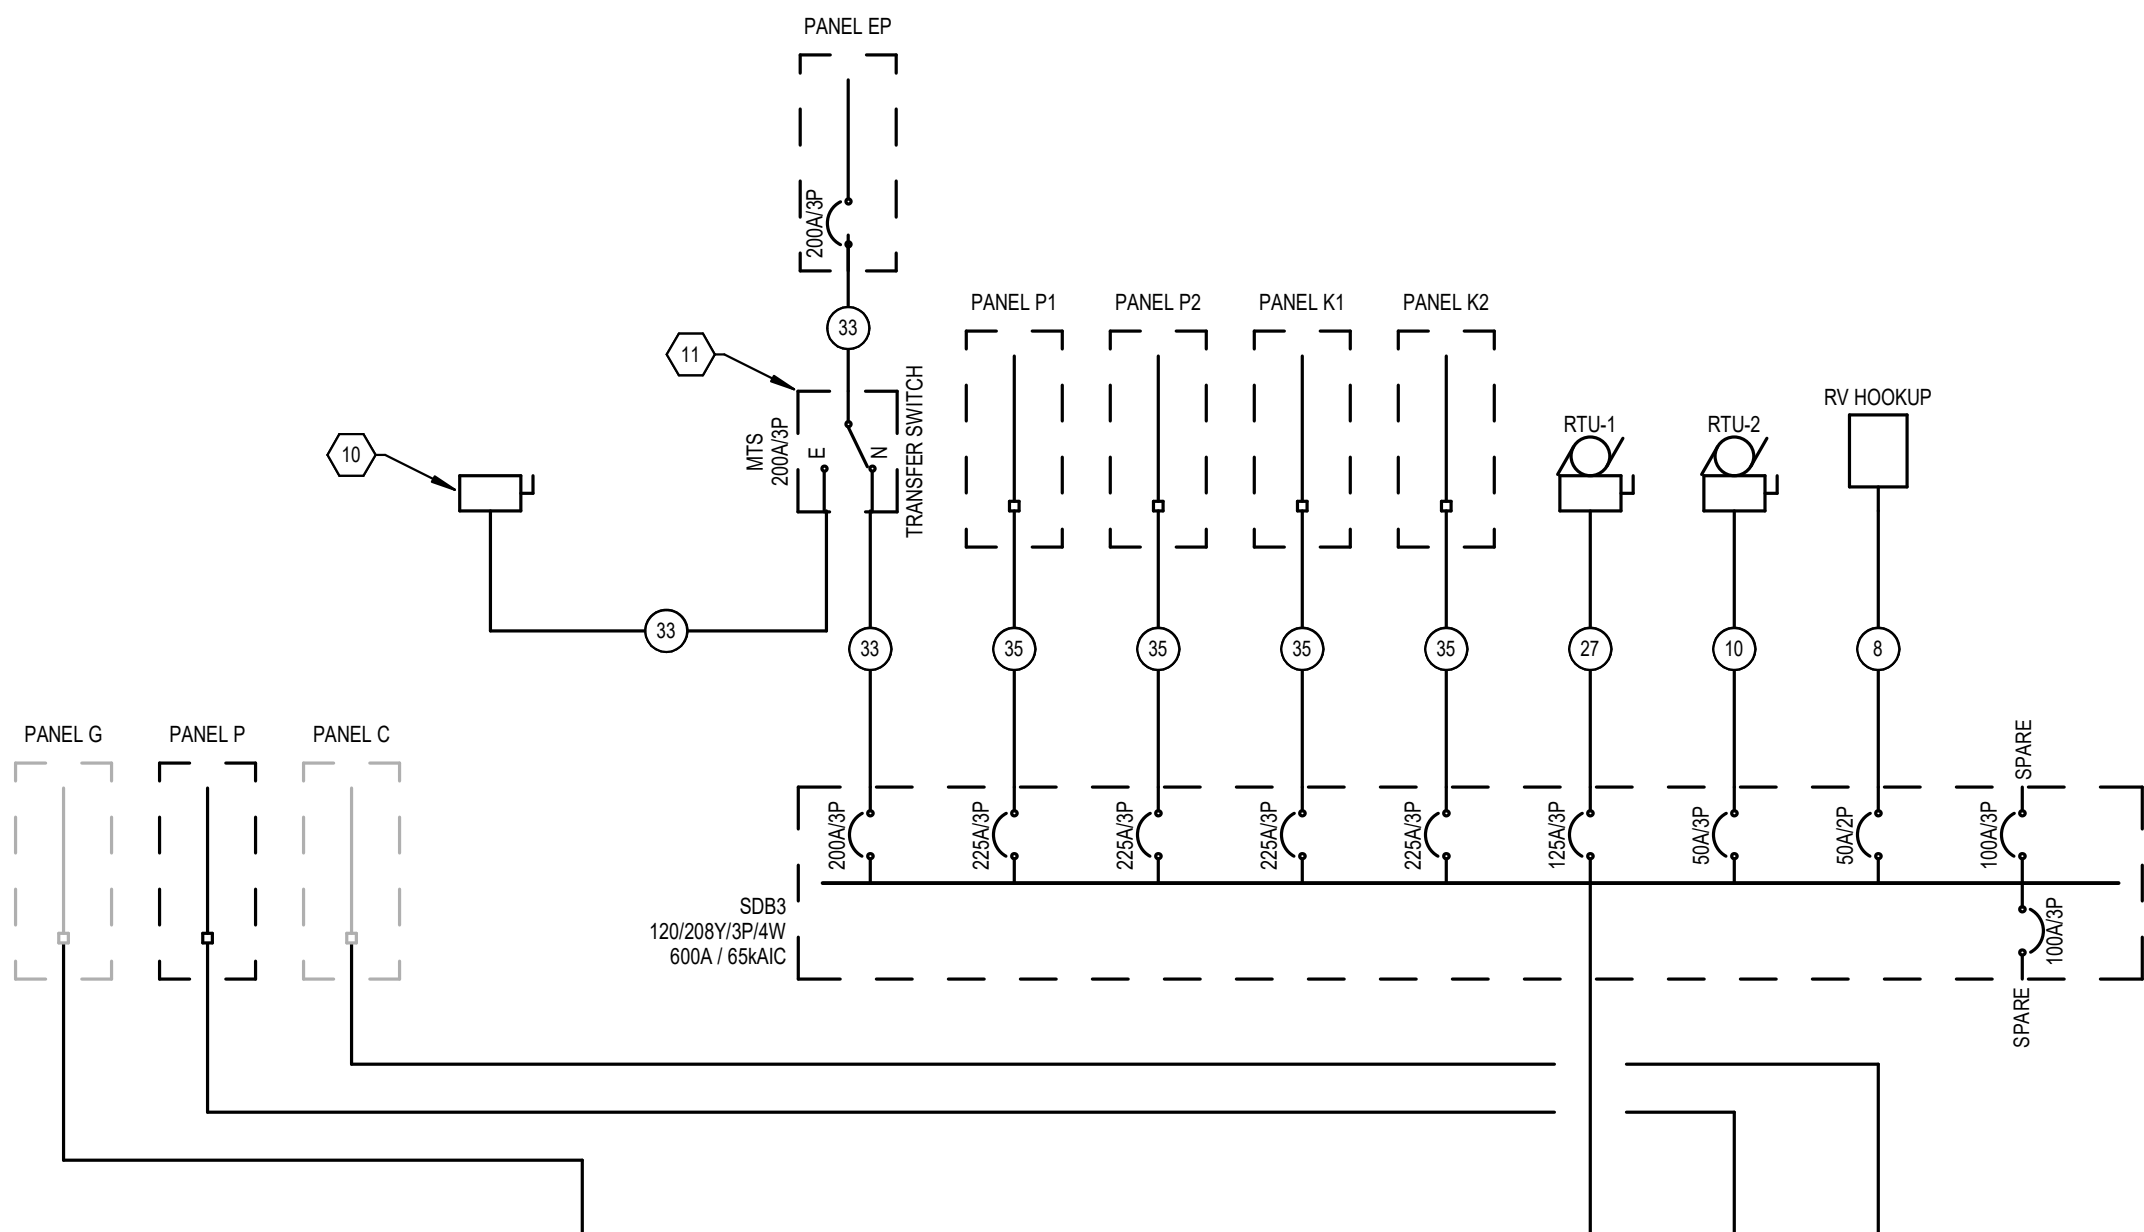 PANEL EP
200A/3P
33
11
PANEL P1
PANEL P2
PANEL K1
PANEL K2
TRANSFER SWITCH
MTS
200A/3P
E
N
10
RTU-1
RTU-2
RV HOOKUP
33
33
35
35
35
35
27
10
8
PANEL G
PANEL P
PANEL C
SPARE
200A/3P
225A/3P
225A/3P
225A/3P
225A/3P
125A/3P
50A/3P
50A/2P
100A/3P
SDB3
120/208Y/3P/4W
600A / 65kAIC
100A/3P
SPARE